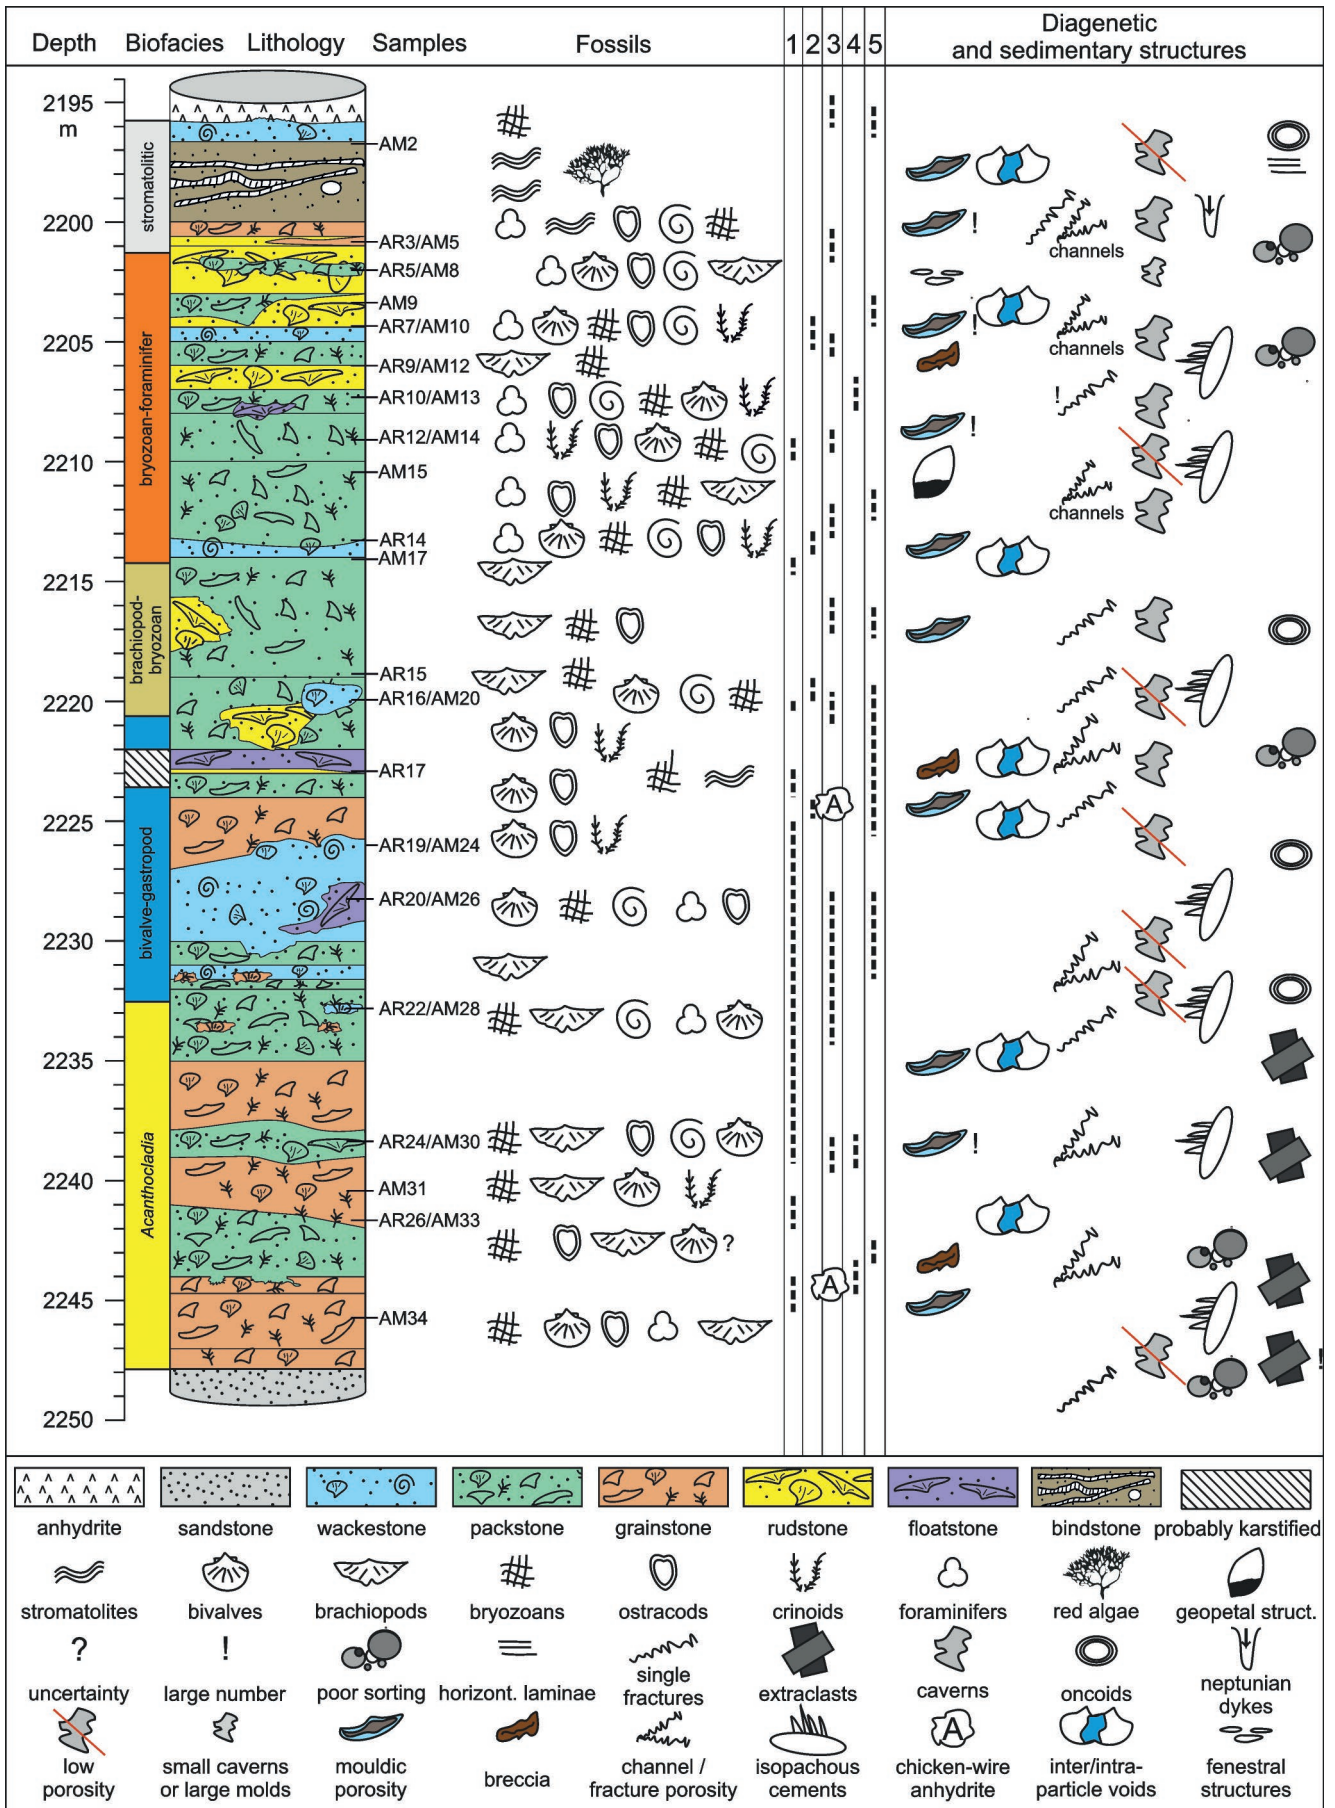 Depth Biofacies Lithology Samples Fossils 1 2 3 4 5 Diagenetic
and sedimentary structures
2195
m
AM2
stromatolitic
2200
channels
AR3/AM5
AR5/AM8
bryozoan-foraminifer
AM9
!
AR7/AM10
!
2205
channels
AR9/AM12
!
AR10/AM13
!
AR12/AM14
2210
AM15
channels
AR14
AM17
2215
brachiopod-
bryozoan
AR15
AR16/AM20
2220
AR17
A
2225
AR19/AM24
bivalve-gastropod
AR20/AM26
2230
AR22/AM28
2235
Acanthocladia
AR24/AM30
!
2240
AM31
AR26/AM33
?
A
2245
AM34
!
2250
anhydrite sandstone wackestone packstone grainstone rudstone floatstone bindstone probably karstified
stromatolites bivalves brachiopods bryozoans ostracods crinoids foraminifers red algae geopetal struct.
? !
uncertainty large number poor sorting horizont. laminae single
fractures extraclasts caverns oncoids neptunian
dykes
A
low
porosity small caverns
or large molds mouldic
porosity breccia channel /
fracture porosity isopachous
cements chicken-wire
anhydrite inter/intra-
particle voids fenestral
structures